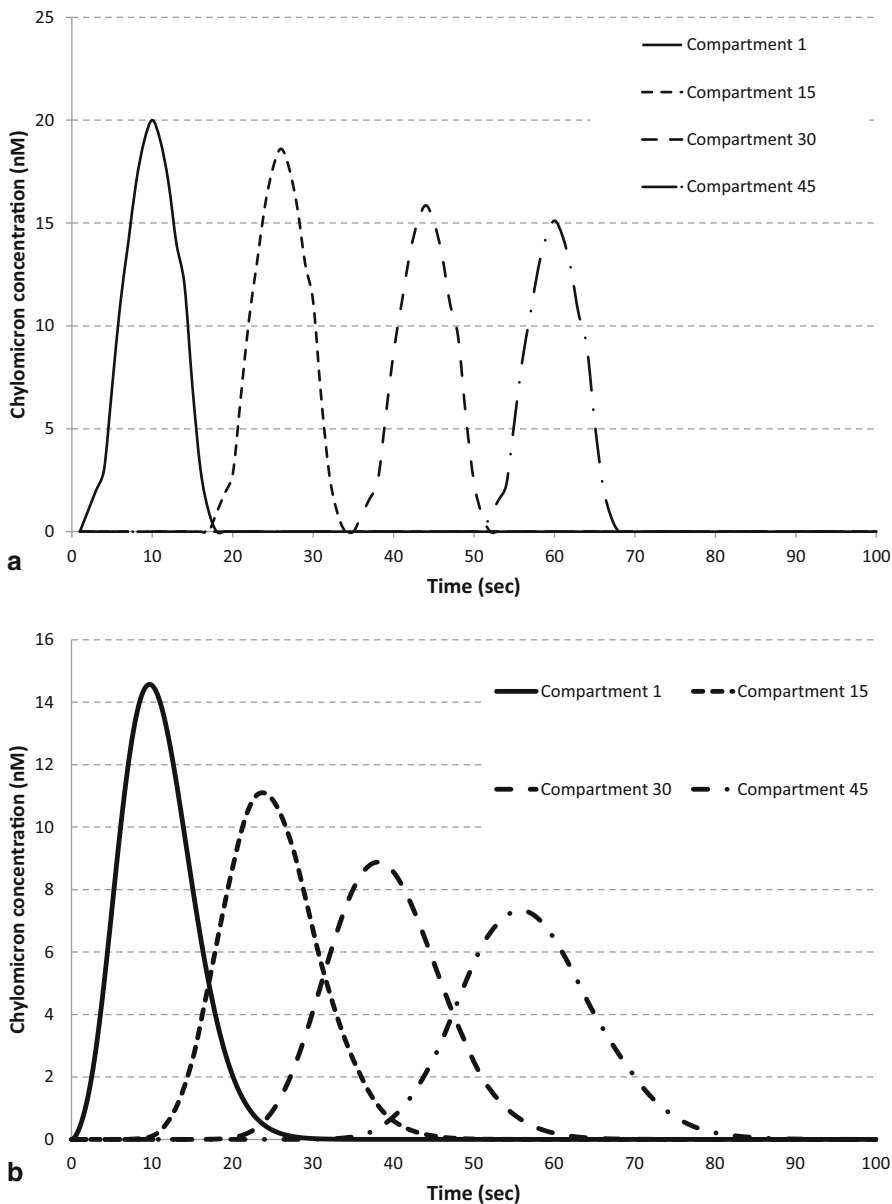 25
20
15
10
5
0
Chylomicron concentration (nM)
Compartment 1
Compartment 15
Compartment 30
Compartment 45
0 10 20 30 40 50 60 70 80 90 100
Time (sec)
a
16
14
12
10
8
6
4
2
0
Chylomicron concentration (nM)
Compartment 1 Compartment 15
Compartment 30 Compartment 45
0 10 20 30 40 50 60 70 80 90 100
Time (sec)
b